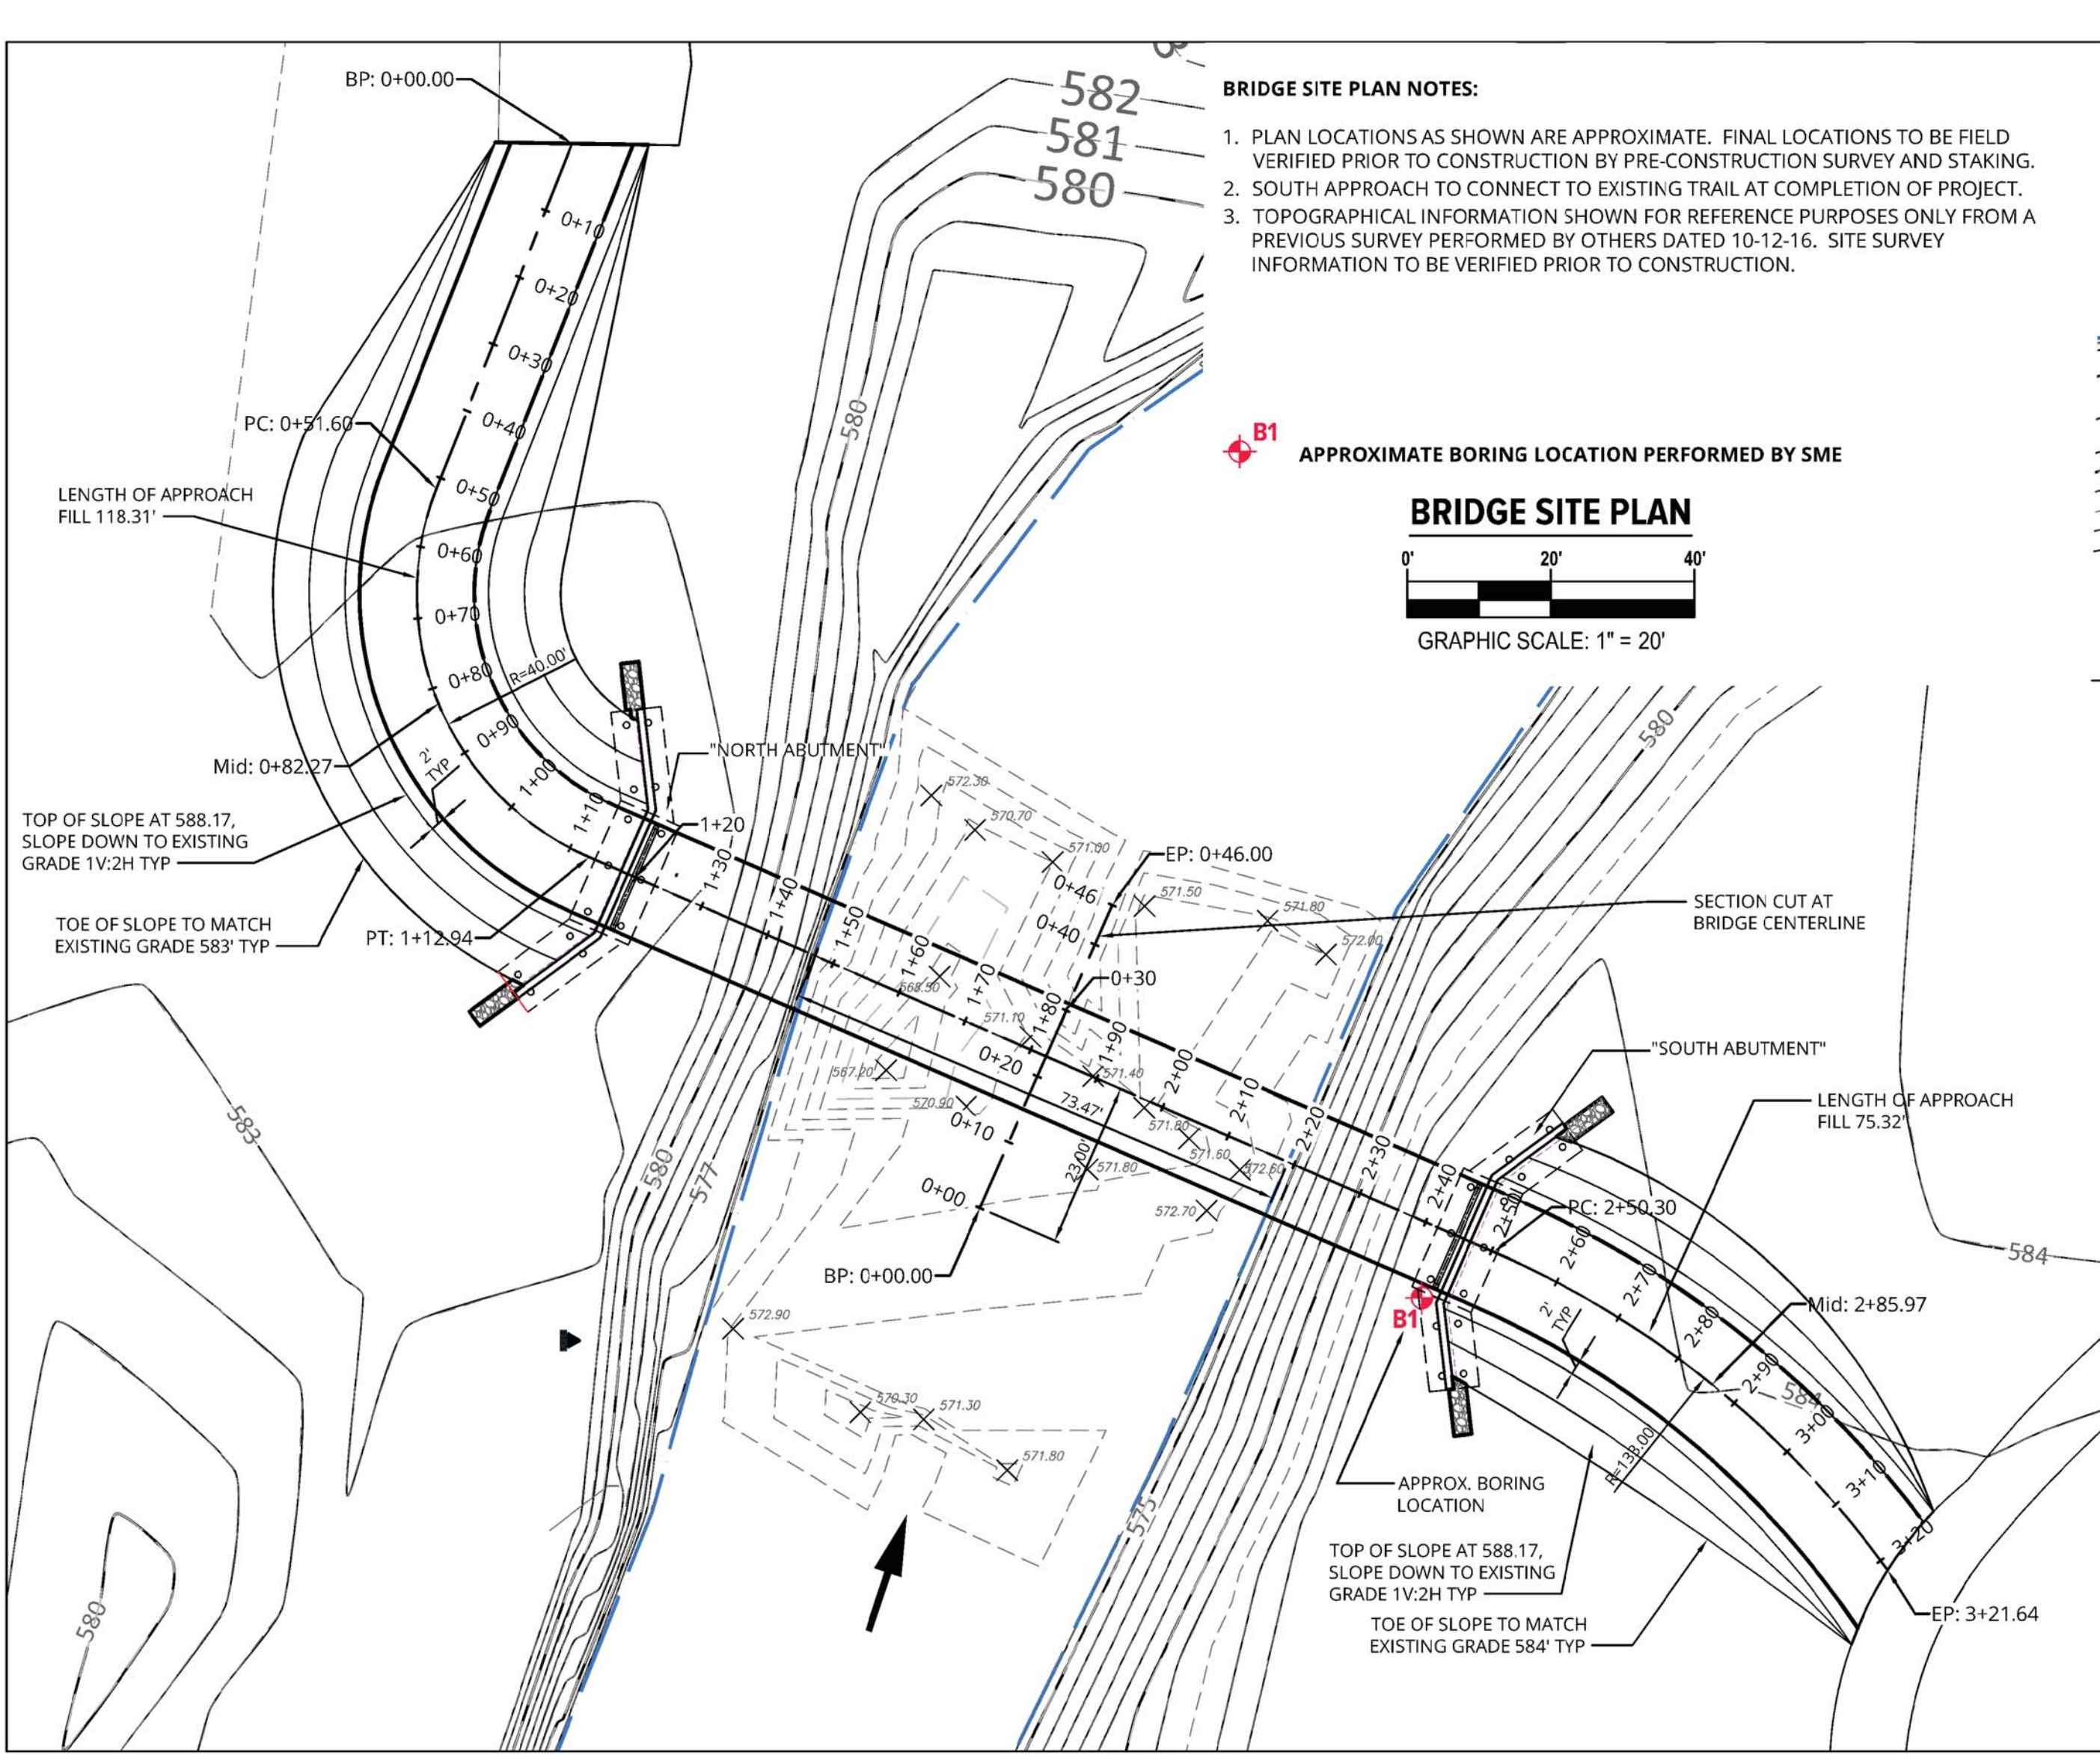 BP: 0+00.00
582
581
580
BRIDGE SITE PLAN NOTES:
1. PLAN LOCATIONS AS SHOWN ARE APPROXIMATE. FINAL LOCATIONS TO BE FIELD
VERIFIED PRIOR TO CONSTRUCTION BY PRE-CONSTRUCTION SURVEY AND STAKING.
2. SOUTH APPROACH TO CONNECT TO EXISTING TRAIL AT COMPLETION OF PROJECT.
3. TOPOGRAPHICAL INFORMATION SHOWN FOR REFERENCE PURPOSES ONLY FROM A
PREVIOUS SURVEY PERFORMED BY OTHERS DATED 10-12-16. SITE SURVEY
INFORMATION TO BE VERIFIED PRIOR TO CONSTRUCTION.
B1
APPROXIMATE BORING LOCATION PERFORMED BY SME
BRIDGE SITE PLAN
0' 20' 40'
GRAPHIC SCALE: 1" = 20'
0+10
0+20
0+30
0+40
PC: 0+51.60
0+50
LENGTH OF APPROACH
FILL 118.31'
0+60
0+70
0+80
R=40.00'
0+90
Mid: 0+82.27
2'
TYP
1+00
1+10
"NORTH ABUTMENT"
1+20
TOP OF SLOPE AT 588.17,
SLOPE DOWN TO EXISTING
GRADE 1V:2H TYP
TOE OF SLOPE TO MATCH
EXISTING GRADE 583' TYP
PT: 1+12.94
580
580
1+30
1+40
1+50
1+60
1+70
1+80
1+90
2+00
2+10
2+20
2+30
2+40
2+50
572.30
570.70
571.00
571.50
571.80
572.00
EP: 0+46.00
0+46
0+40
0+30
0+20
0+10
0+00
SECTION CUT AT
BRIDGE CENTERLINE
568.50
571.10
571.40
567.20
570.90
73.47'
23.00'
571.80
571.60
572.60
571.80
572.70
BP: 0+00.00
572.90
570.30
571.30
571.80
583
580
577
580
575
"SOUTH ABUTMENT"
LENGTH OF APPROACH
FILL 75.32'
PC: 2+50.30
2+60
2+70
2+80
2+90
3+00
3+10
3+20
584
584
Mid: 2+85.97
2'
TYP
R=133.00'
B1
APPROX. BORING
LOCATION
TOP OF SLOPE AT 588.17,
SLOPE DOWN TO EXISTING
GRADE 1V:2H TYP
TOE OF SLOPE TO MATCH
EXISTING GRADE 584' TYP
EP: 3+21.64